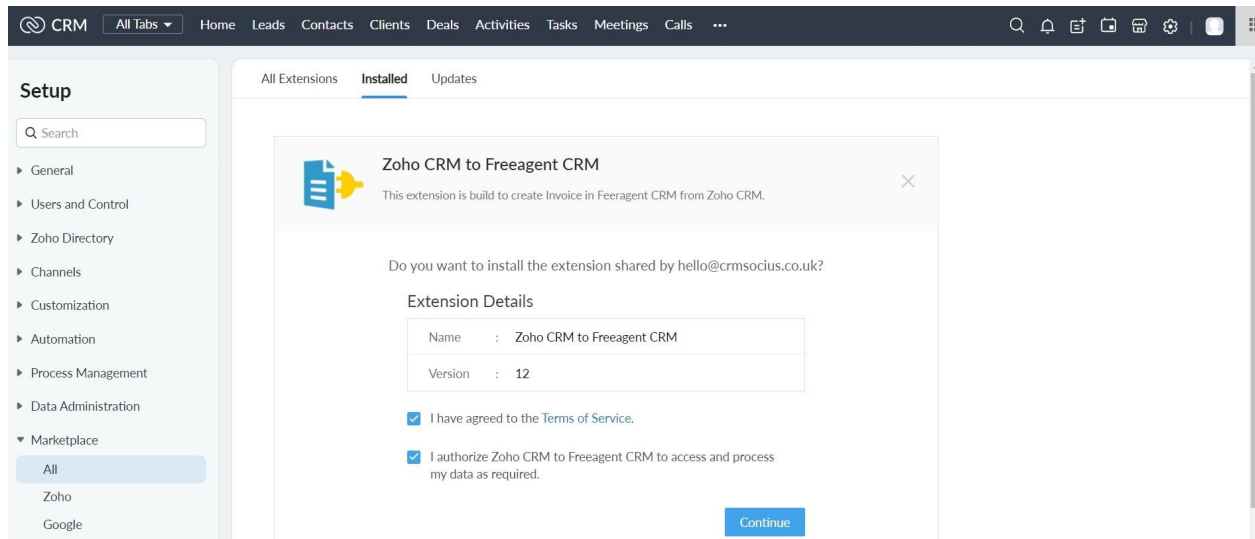 CRM All Tabs Home Leads Contacts Clients Deals Activities Tasks Meetings Calls ...
Setup
Search
General
Users and Control
Zoho Directory
Channels
Customization
Automation
Process Management
Data Administration
Marketplace
All
Zoho
Google
All Extensions Installed Updates
Zoho CRM to Freeagent CRM
This extension is build to create Invoice in Feeragent CRM from Zoho CRM.
Do you want to install the extension shared by hello@crmsocius.co.uk?
Extension Details
Name : Zoho CRM to Freeagent CRM
Version : 12
I have agreed to the Terms of Service.
I authorize Zoho CRM to Freeagent CRM to access and process
my data as required.
Continue